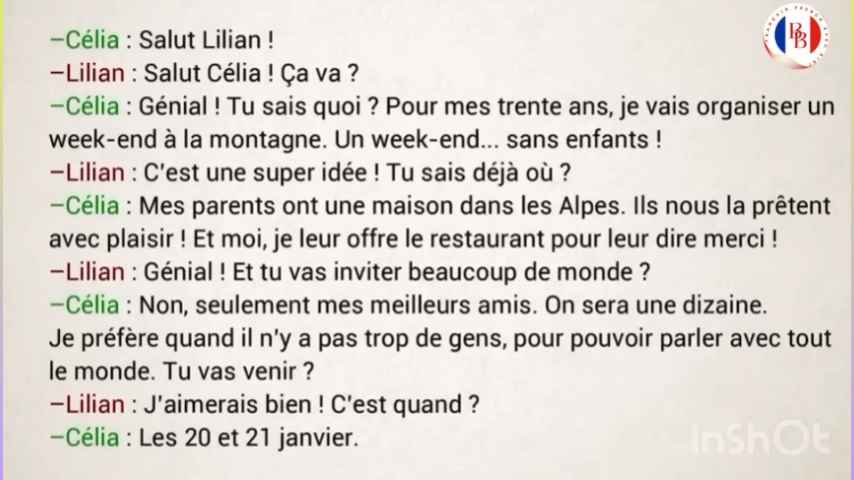 –Célia : Salut Lilian !
–Lilian : Salut Célia ! Ça va ?
–Célia : Génial ! Tu sais quoi ? Pour mes trente ans, je vais organiser un
week-end à la montagne. Un week-end... sans enfants !
–Lilian : C'est une super idée ! Tu sais déjà où ?
–Célia : Mes parents ont une maison dans les Alpes. Ils nous la prêtent
avec plaisir ! Et moi, je leur offre le restaurant pour leur dire merci !
–Lilian : Génial ! Et tu vas inviter beaucoup de monde ?
–Célia : Non, seulement mes meilleurs amis. On sera une dizaine.
Je préfère quand il n'y a pas trop de gens, pour pouvoir parler avec tout
le monde. Tu vas venir ?
–Lilian : J'aimerais bien ! C'est quand ?
–Célia : Les 20 et 21 janvier.
InShOt